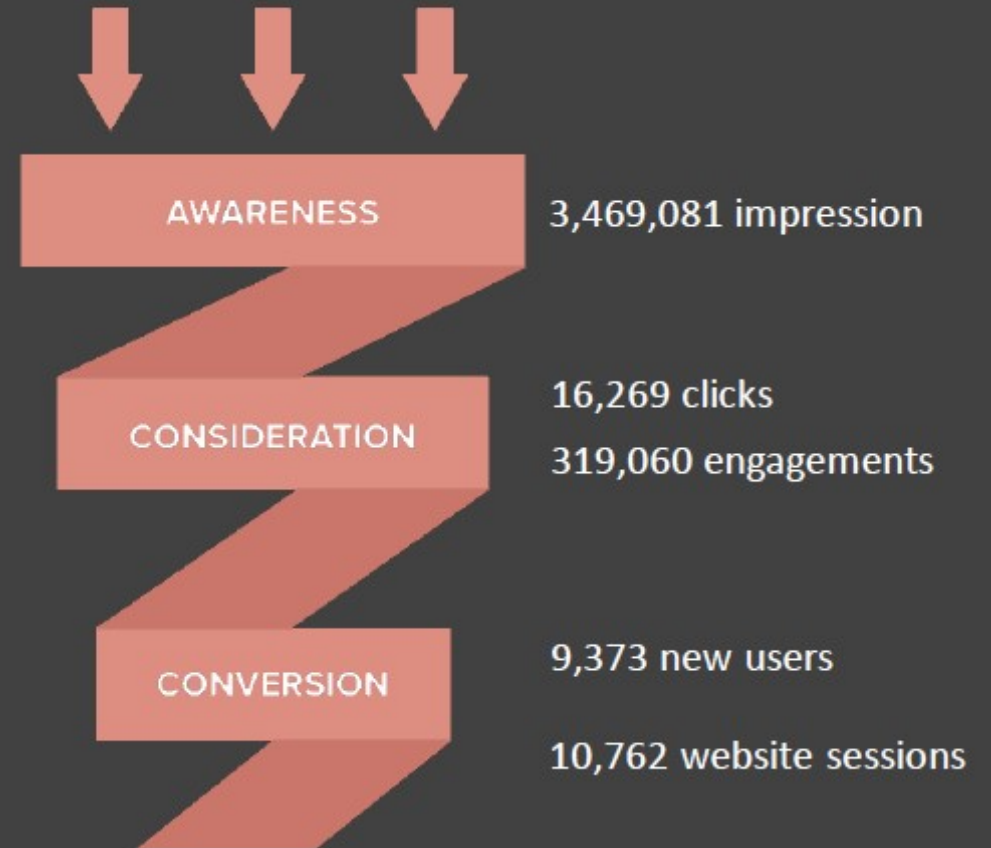 AWARENESS
3,469,081 impression
CONSIDERATION
16,269 clicks
319,060 engagements
CONVERSION
9,373 new users
10,762 website sessions